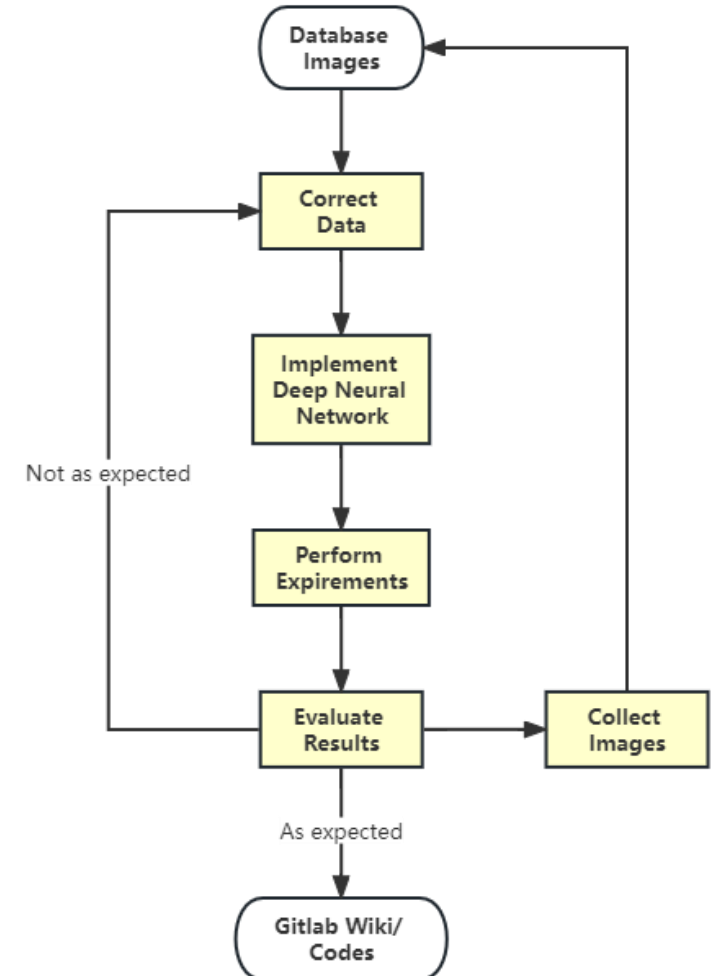 Database
Images
Correct
Data
Implement
Deep Neural
Network
Not as expected
Perform
Expirements
Evaluate
Results
Collect
Images
As expected
Gitlab Wiki/
Codes